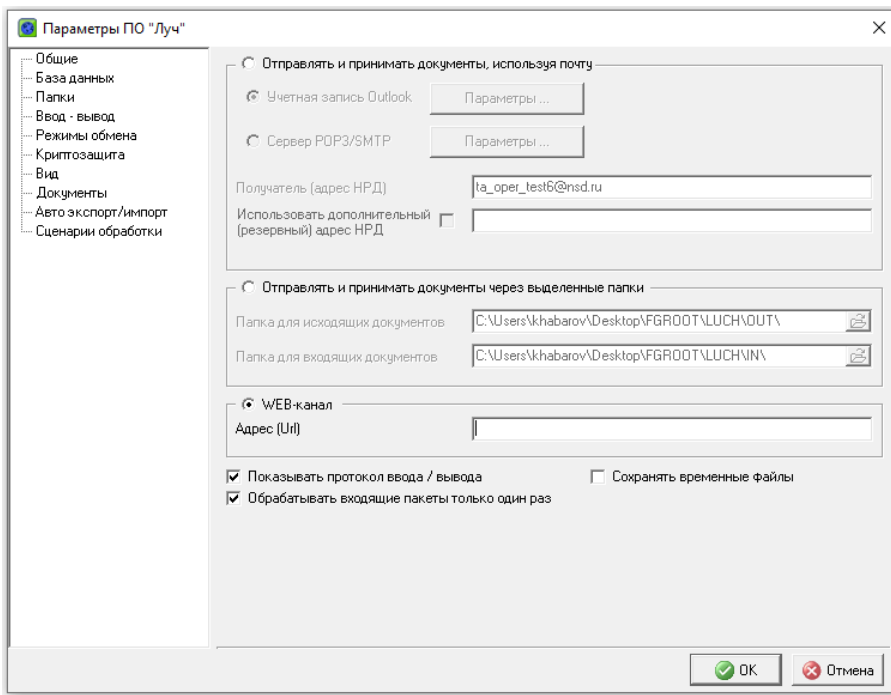 Параметры ПО "Луч"
Общие
База данных
Папки
Ввод - вывод
Режимы обмена
Криптозащита
Вид
Документы
Авто экспорт/импорт
Сценарии обработки
Отправлять и принимать документы, используя почту
Учетная запись Outlook
Параметры ...
Сервер POP3/SMTP
Параметры ...
Получатель (адрес НРД)
ta_oper_test6@nsd.ru
Использовать дополнительный
(резервный) адрес НРД
Отправлять и принимать документы через выделенные папки
Папка для исходящих документов
C:\Users\khabarov\Desktop\FGROOT\LUCH\OUT\
Папка для входящих документов
C:\Users\khabarov\Desktop\FGROOT\LUCH\IN\
WEB-канал
Адрес (Url)
Показывать протокол ввода / вывода
Сохранять временные файлы
Обрабатывать входящие пакеты только один раз
OK
Отмена